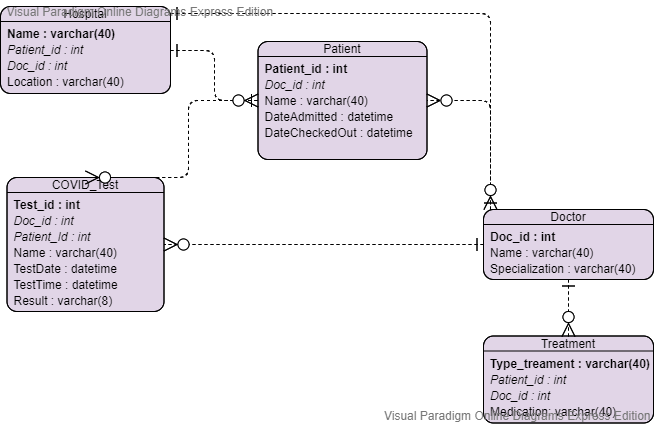 Visual Paradigm Online Diagrams Express Edition
Hospital
Name : varchar(40)
Patient_id : int
Doc_id : int
Location : varchar(40)
Patient
Patient_id : int
Doc_id : int
Name : varchar(40)
DateAdmitted : datetime
DateCheckedOut : datetime
COVID_Test
Test_id : int
Doc_id : int
Patient_Id : int
Name : varchar(40)
TestDate : datetime
TestTime : datetime
Result : varchar(8)
Doctor
Doc_id : int
Name : varchar(40)
Specialization : varchar(40)
Treatment
Type_treament : varchar(40)
Patient_id : int
Doc_id : int
Medication: varchar(40)
Visual Paradigm Online Diagrams Express Edition